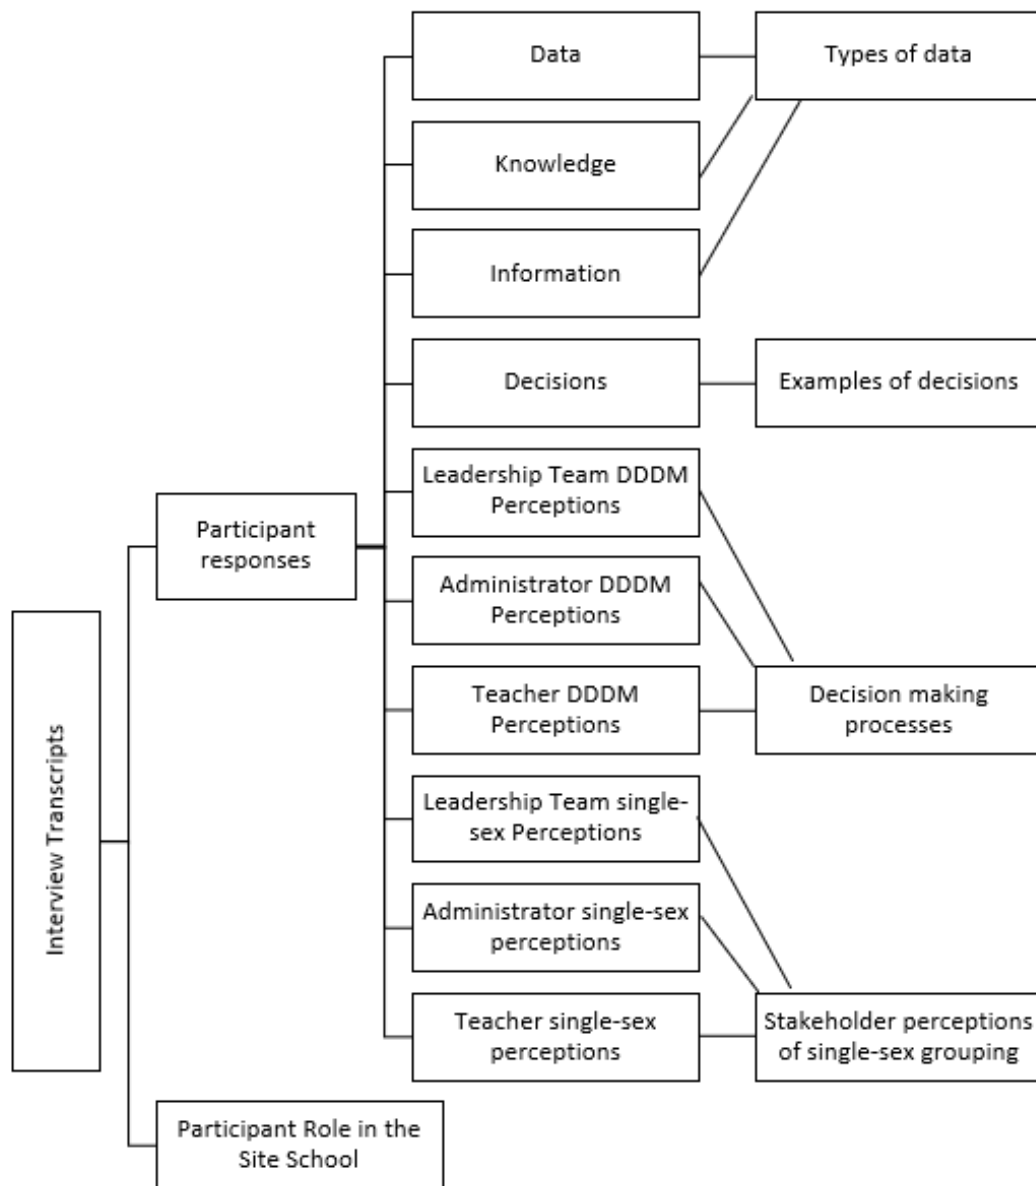 Data
Types of data
Knowledge
Information
Decisions
Examples of decisions
Leadership Team DDDM
Perceptions
Participant
responses
Administrator DDDM
Perceptions
Teacher DDDM
Perceptions
Decision making
processes
Interview Transcripts
Leadership Team single-
sex Perceptions
Administrator single-sex
perceptions
Teacher single-sex
perceptions
Stakeholder perceptions
of single-sex grouping
Participant Role in the
Site School